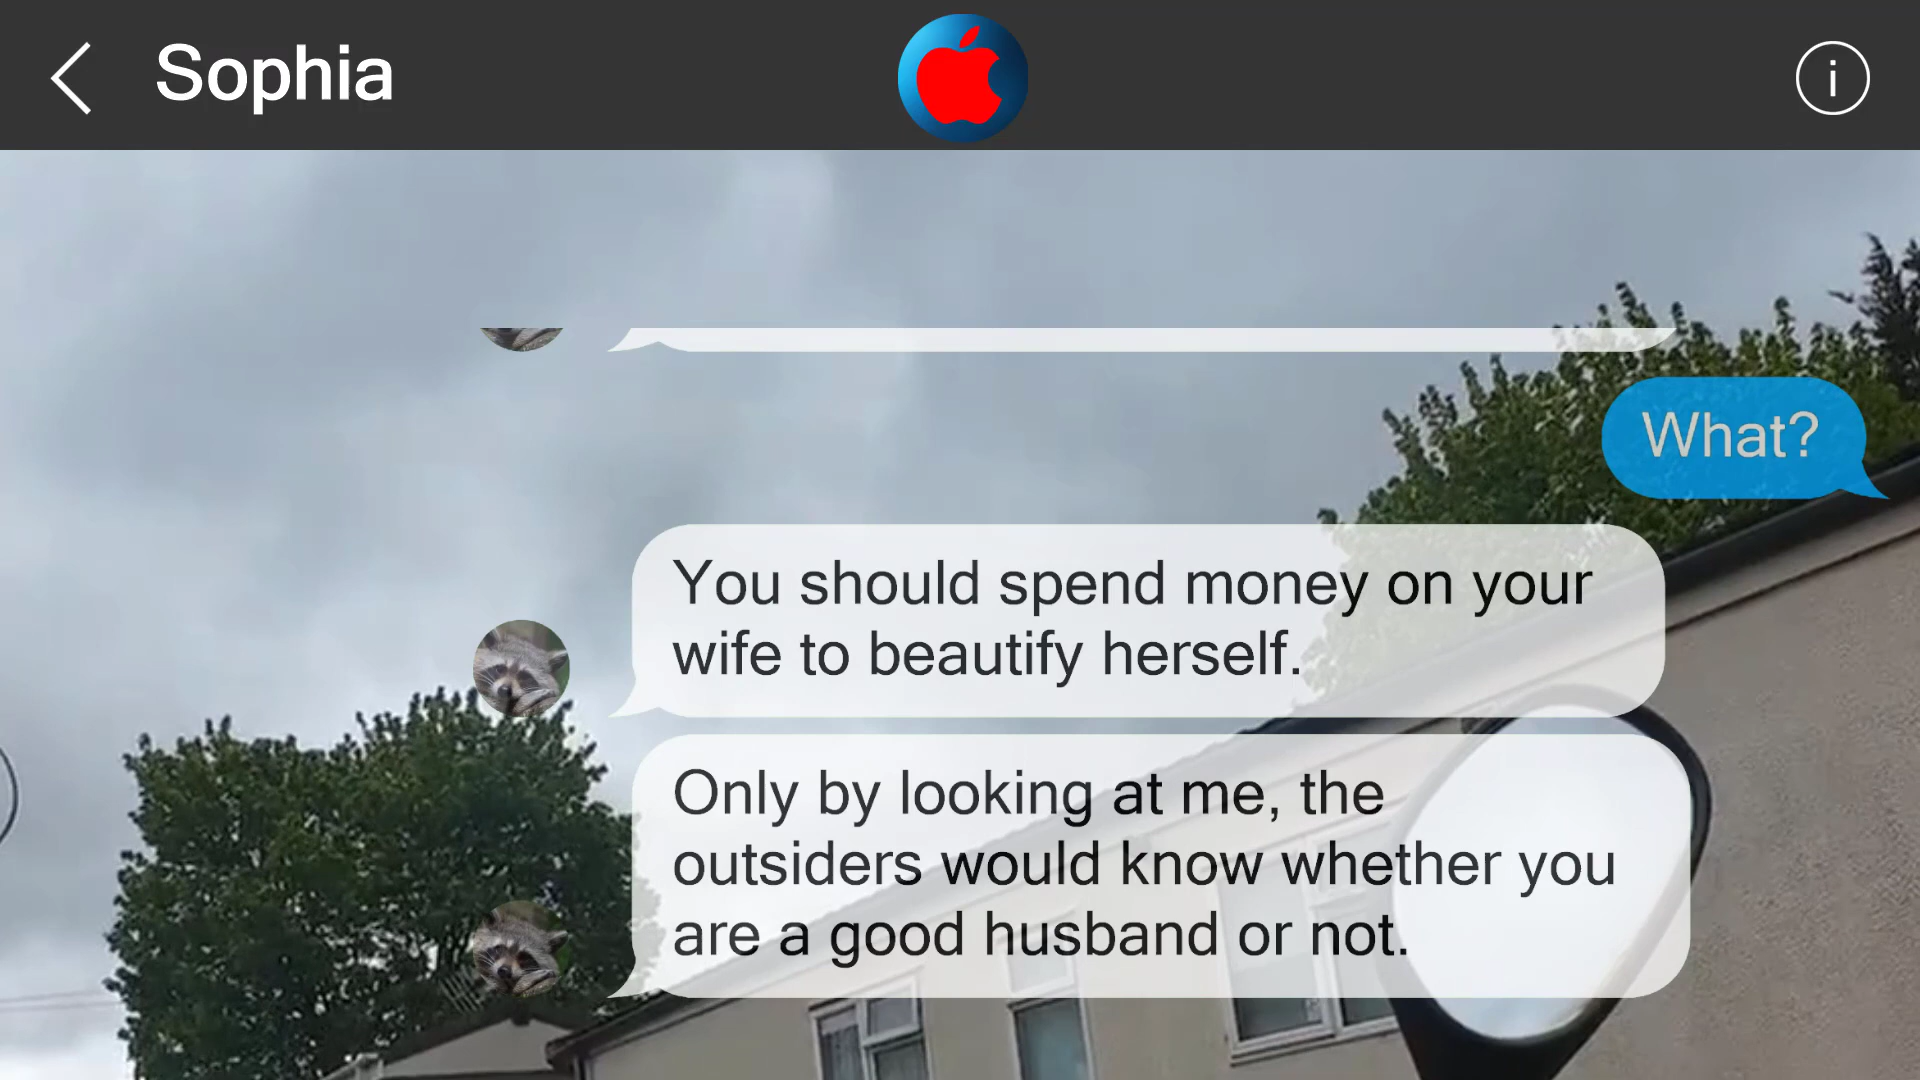 Sophia
What?
You should spend money on your
wife to beautify herself.
Only by looking at me, the
outsiders would know whether you
are a good husband or not.